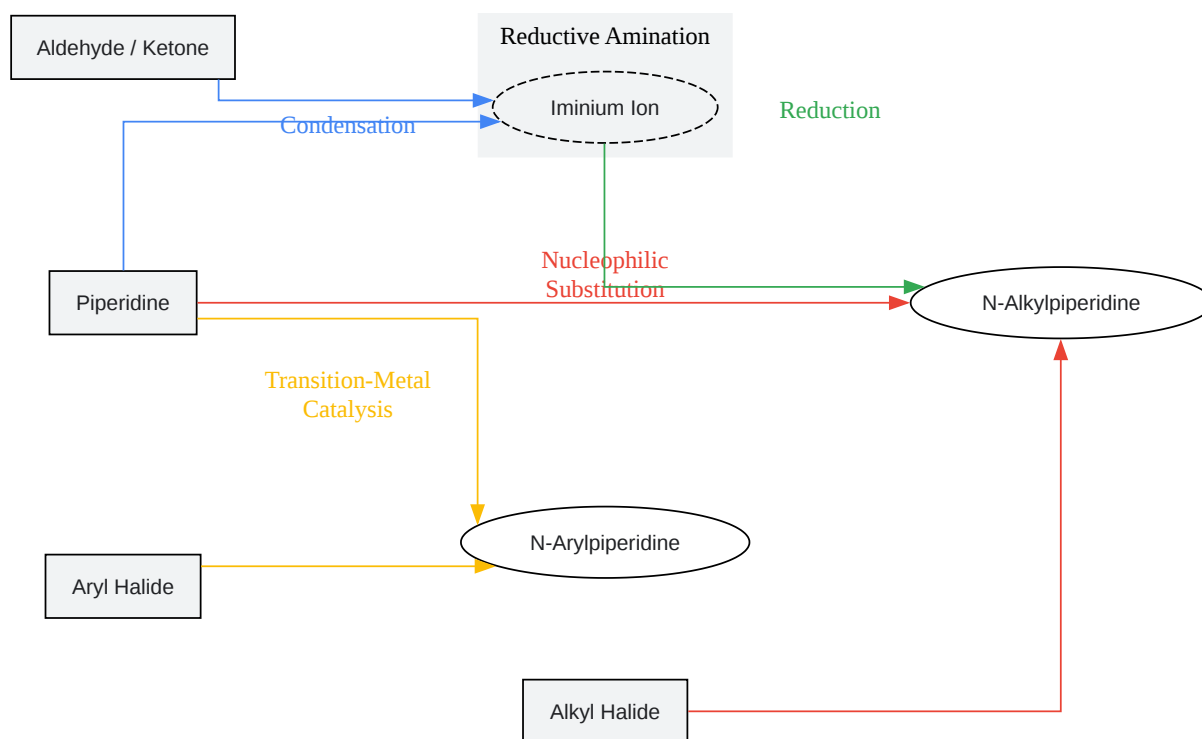 Aldehyde / Ketone
Reductive Amination
Iminium Ion
Reduction
Condensation
Nucleophilic
Substitution
Piperidine
N-Alkylpiperidine
Transition-Metal
Catalysis
N-Arylpiperidine
Aryl Halide
Alkyl Halide